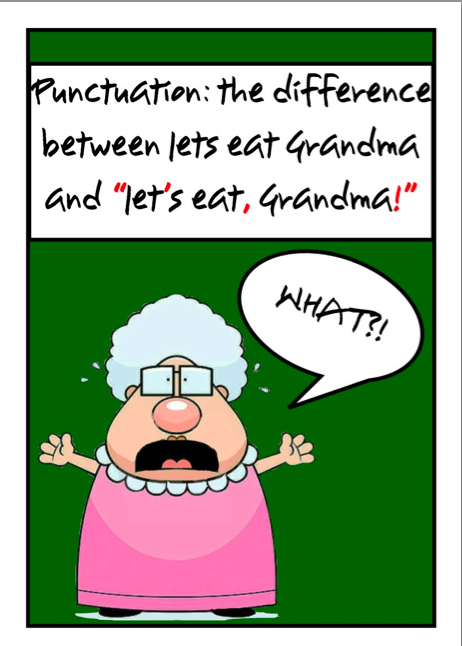 Punctuation: the difference
between lets eat Grandma
and "let's eat, Grandma!"
WHAT?!